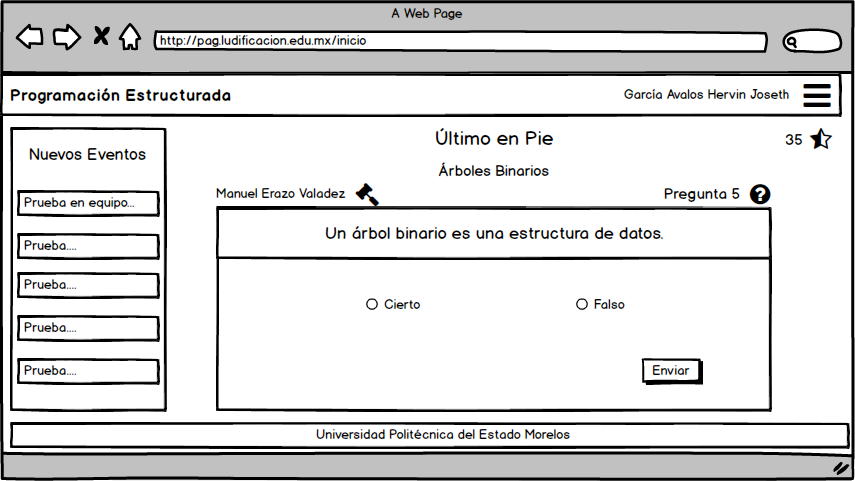 A Web Page
http://pag.ludificacion.edu.mx/inicio
Programación Estructurada
García Avalos Hervin Joseth
Nuevos Eventos
Prueba en equipo...
Prueba....
Prueba....
Prueba....
Prueba....
Último en Pie
35
Árboles Binarios
Manuel Erazo Valadez
Pregunta 5
?
Un árbol binario es una estructura de datos.
Cierto
Falso
Enviar
Universidad Politécnica del Estado Morelos